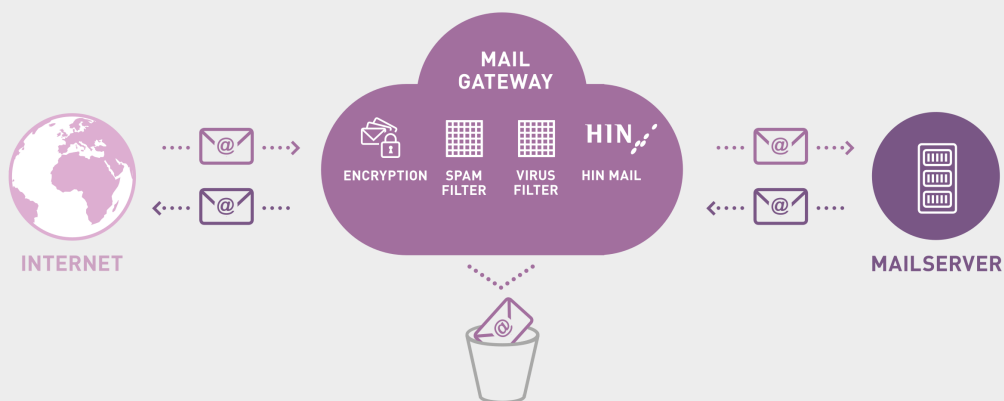 MAIL
GATEWAY
@
@
HIN
@
@
ENCRYPTION
SPAM
FILTER
VIRUS
FILTER
HIN MAIL
@
@
INTERNET
MAILSERVER
@